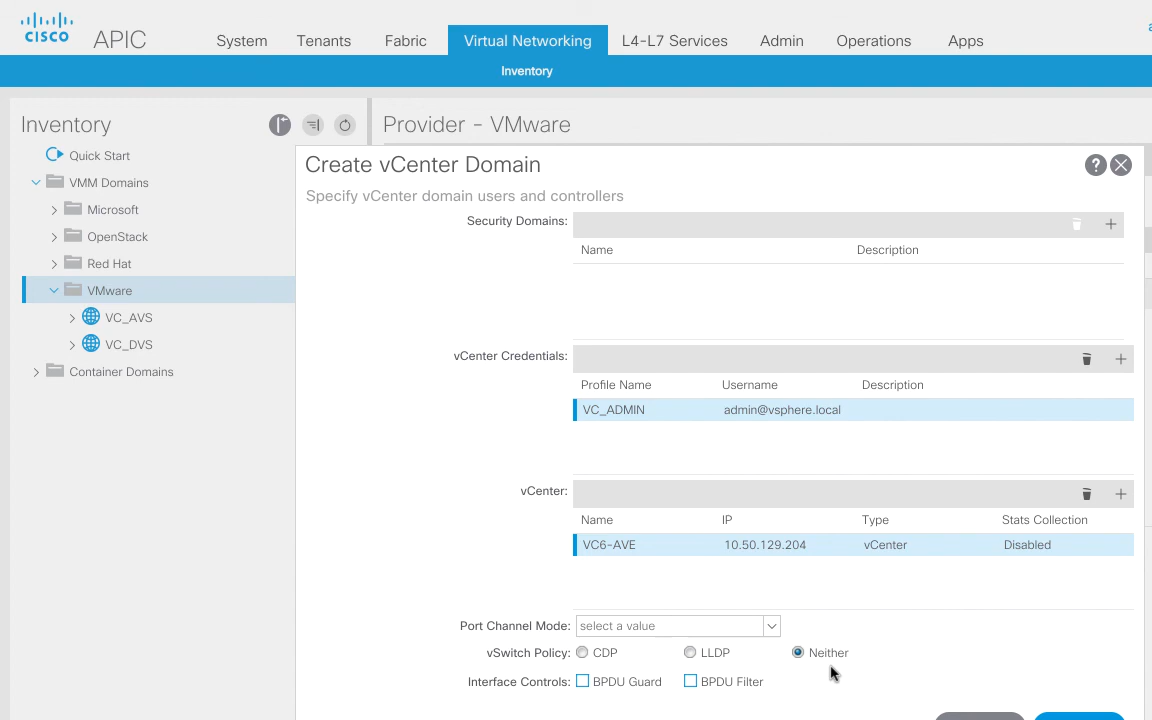 CISCO APIC
System Tenants Fabric Virtual Networking L4-L7 Services Admin Operations Apps
Inventory
Inventory
Quick Start
VMM Domains
Microsoft
OpenStack
Red Hat
VMware
VC_AVS
VC_DVS
Container Domains
Provider - VMware
Create vCenter Domain
Specify vCenter domain users and controllers
Security Domains:
Name Description
vCenter Credentials:
Profile Name Username Description
VC_ADMIN admin@vsphere.local
vCenter:
Name IP Type Stats Collection
VC6-AVE 10.50.129.204 vCenter Disabled
Port Channel Mode: select a value
vSwitch Policy: CDP LLDP Neither
Interface Controls: BPDU Guard BPDU Filter